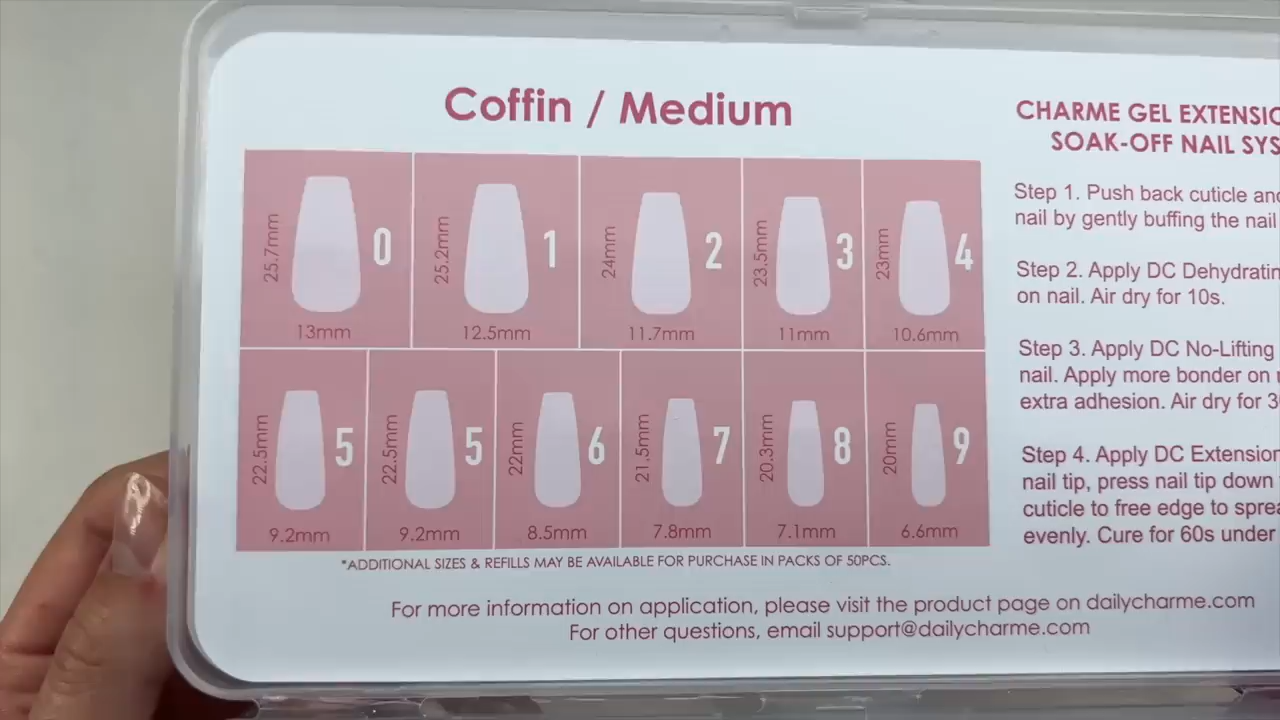 Coffin / Medium
25.7mm 0 25.2mm 1 24mm 2 23.5mm 3 23mm 4
13mm 12.5mm 11.7mm 11mm 10.6mm
22.5mm 5 22.5mm 5 22mm 6 21.5mm 7 20.3mm 8 20mm 9
9.2mm 9.2mm 8.5mm 7.8mm 7.1mm 6.6mm
*ADDITIONAL SIZES & REFILLS MAY BE AVAILABLE FOR PURCHASE IN PACKS OF 50PCS.
For more information on application, please visit the product page on dailycharme.com
For other questions, email support@dailycharme.com
CHARME GEL
SOAK-OFF NAIL
Step 1. Push back cuticle
nail by gently buffing the nail
Step 2. Apply DC
on nail. Air dry for 10s.
Step 3. Apply DC No-Lifting
nail. Apply more bonder on
extra adhesion. Air dry for
Step 4. Apply DC Extension
nail tip, press nail tip down
cuticle to free edge to
evenly. Cure for 60s under